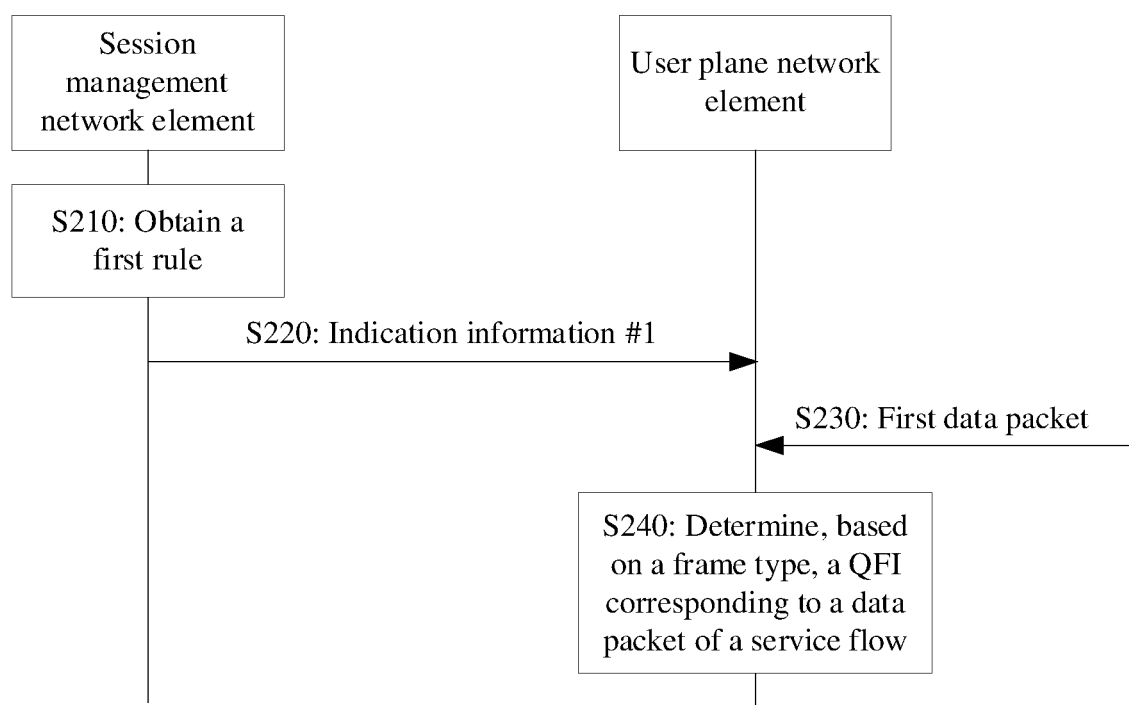 Session
management
network element
User plane network
element
S210: Obtain a
first rule
S220: Indication information #1
S230: First data packet
S240: Determine, based
on a frame type, a QFI
corresponding to a data
packet of a service flow